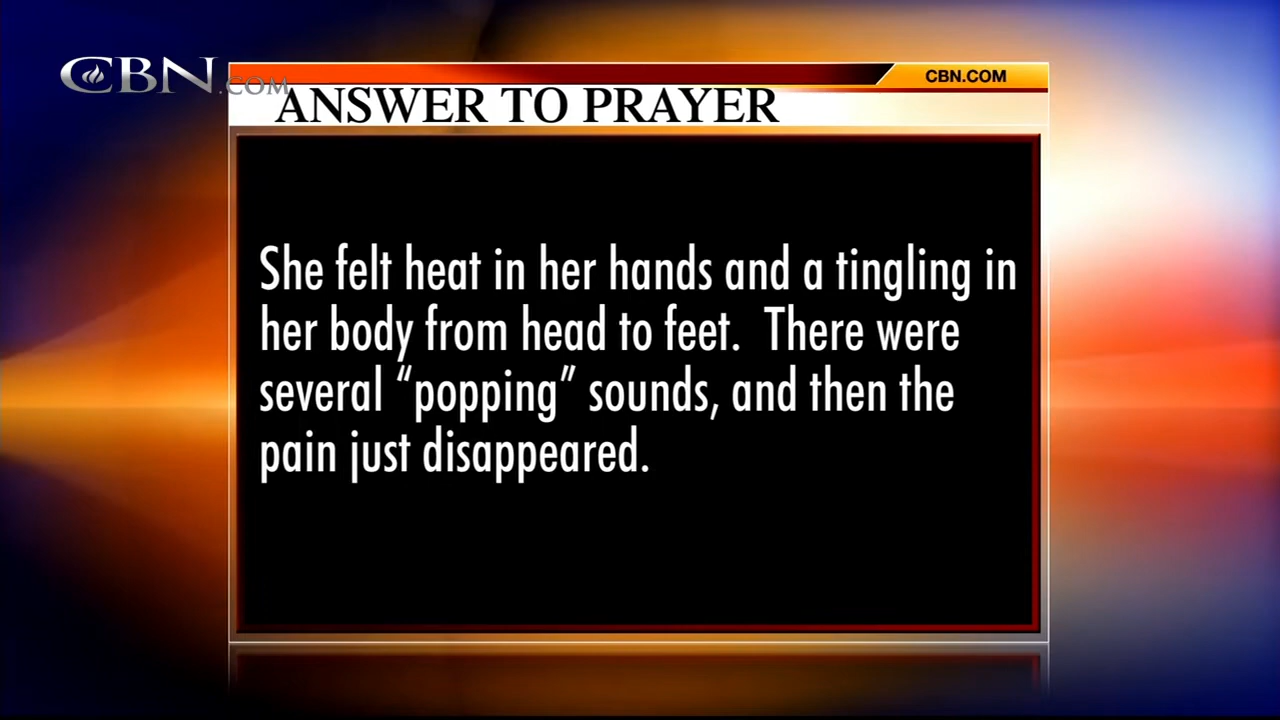 CBN.COM
CBN.COM
ANSWER TO PRAYER
She felt heat in her hands and a tingling in
her body from head to feet.  There were
several “popping” sounds, and then the
pain just disappeared.